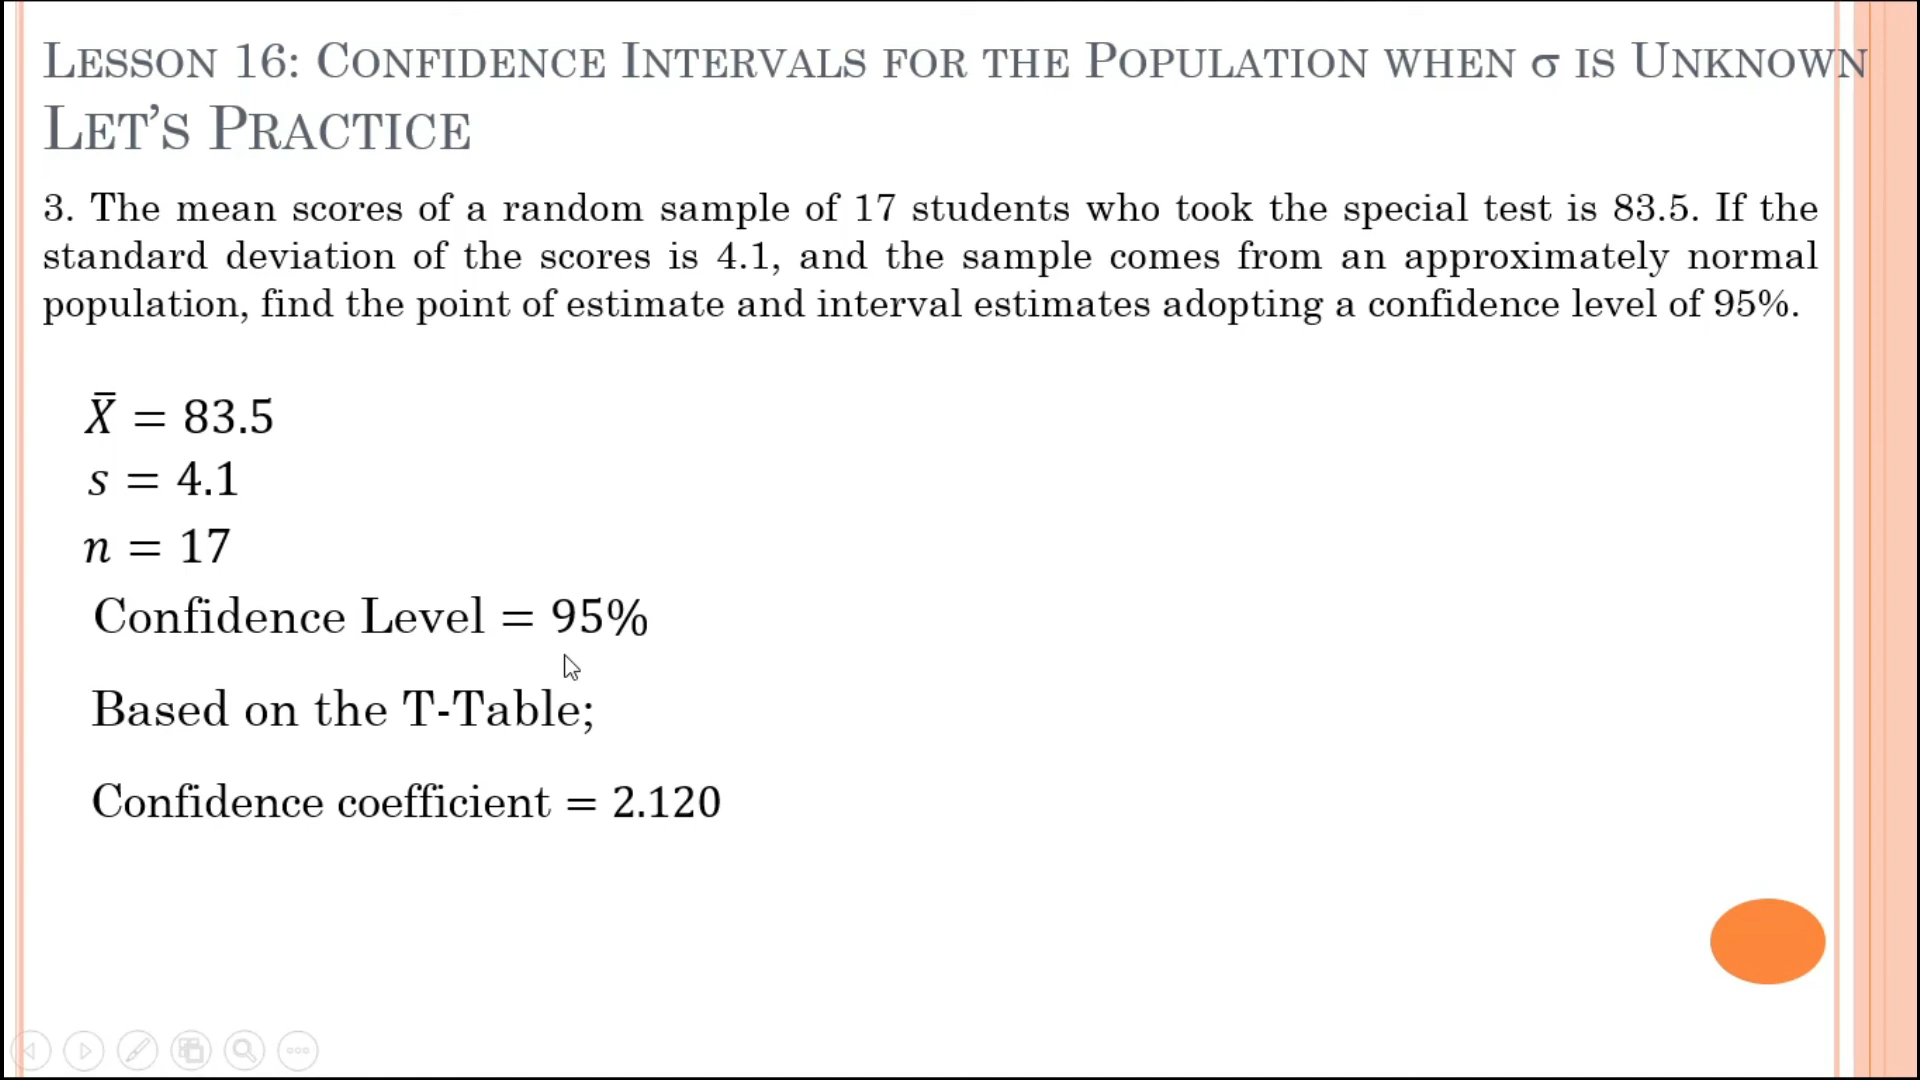 LESSON 16: CONFIDENCE INTERVALS FOR THE POPULATION WHEN σ IS UNKNOWN
LET’S PRACTICE
3. The mean scores of a random sample of 17 students who took the special test is 83.5. If the
standard deviation of the scores is 4.1, and the sample comes from an approximately normal
population, find the point of estimate and interval estimates adopting a confidence level of 95%.
X̄ = 83.5
s = 4.1
n = 17
Confidence Level = 95%
Based on the T-Table;
Confidence coefficient = 2.120